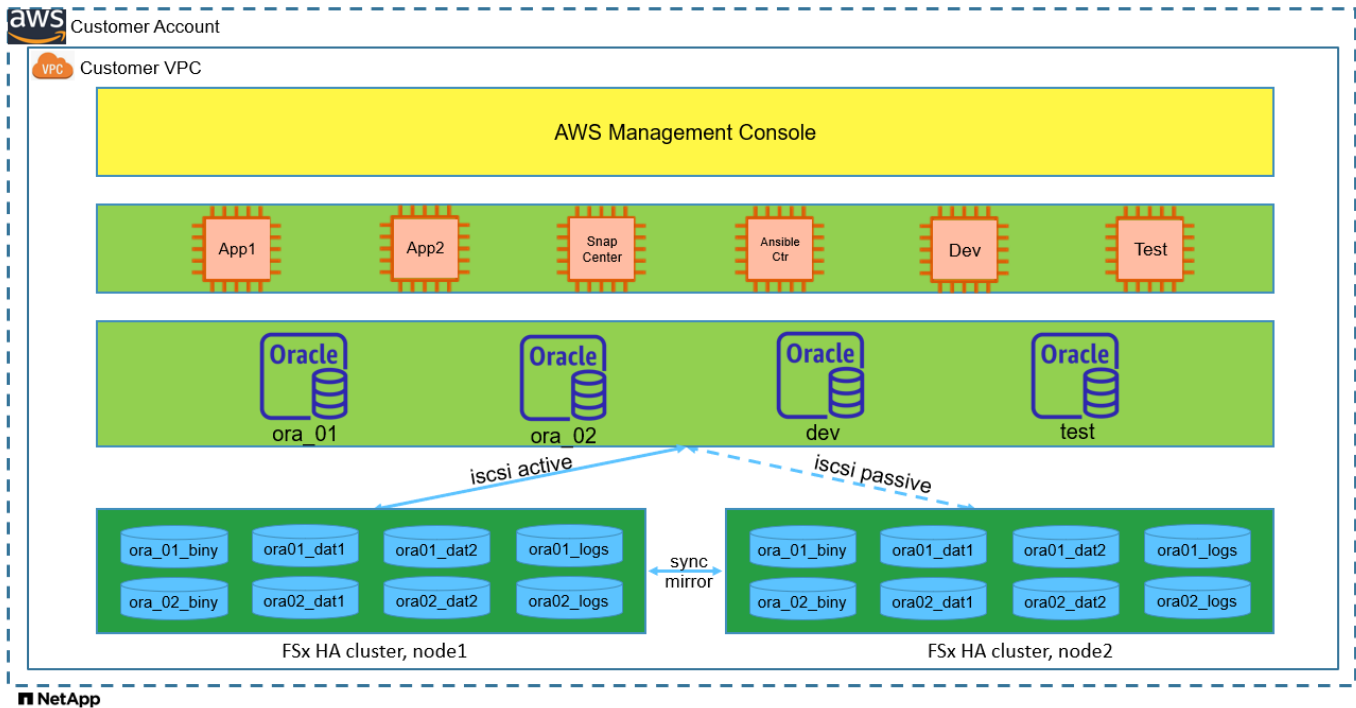 aws
Customer Account
VPC
Customer VPC
AWS Management Console
App1
App2
Snap
Center
Ansible
Ctr
Dev
Test
Oracle
ora_01
Oracle
ora_02
Oracle
dev
Oracle
test
iscsi active
iscsi passive
ora_01_biny
ora01_dat1
ora01_dat2
ora01_logs
ora_02_biny
ora02_dat1
ora02_dat2
ora02_logs
sync
mirror
ora_01_biny
ora01_dat1
ora01_dat2
ora01_logs
ora_02_biny
ora02_dat1
ora02_dat2
ora02_logs
FSx HA cluster, node1
FSx HA cluster, node2
NetApp